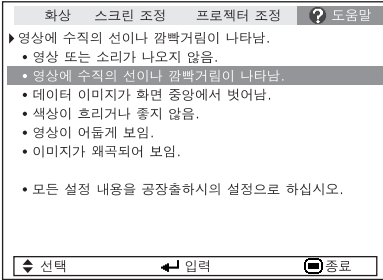 화상 스크린 조정 프로젝터 조정 ? 도움말
▶영상에 수직의 선이나 깜빡거림이 나타남.
• 영상 또는 소리가 나오지 않음.
• 영상에 수직의 선이나 깜빡거림이 나타남.
• 데이터 이미지가 화면 중앙에서 벗어남.
• 색상이 흐리거나 좋지 않음.
• 영상이 어둡게 보임.
• 이미지가 왜곡되어 보임.
• 모든 설정 내용을 공장출하시의 설정으로 하십시오.
선택 입력 종료